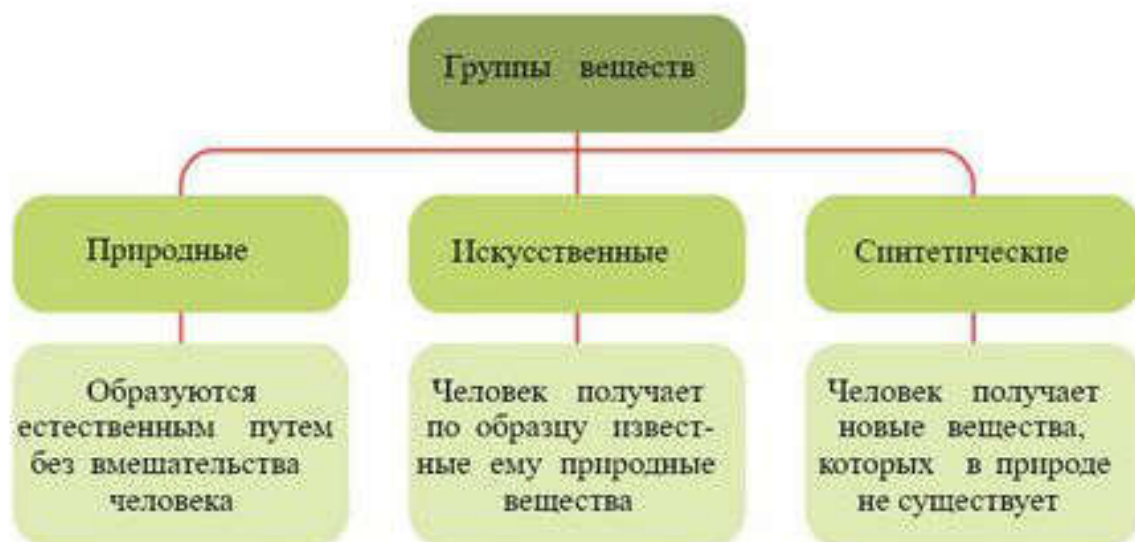 Группы веществ
Природные
Искусственные
Синтетические
Образуются
естественным путем
без вмешательства
человека
Человек получает
по образцу извест-
ные ему природные
вещества
Человек получает
новые вещества,
которых в природе
не существует